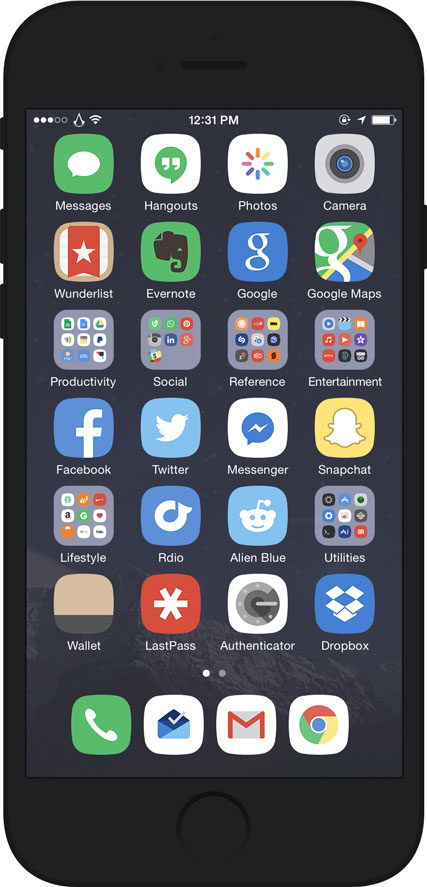 12:31 PM
Messages Hangouts Photos Camera
Wunderlist Evernote Google Google Maps
Productivity Social Reference Entertainment
Facebook Twitter Messenger Snapchat
Lifestyle Rdio Alien Blue Utilities
Wallet LastPass Authenticator Dropbox